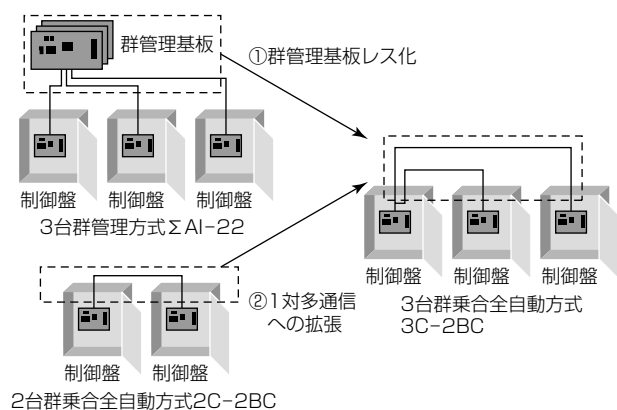 群管理基板
①群管理基板レス化
制御盤 制御盤 制御盤
3台群管理方式ΣAI-22
制御盤 制御盤 制御盤
3台群乗合全自動方式
3C-2BC
②1対多通信
への拡張
制御盤 制御盤
2台群乗合全自動方式2C-2BC